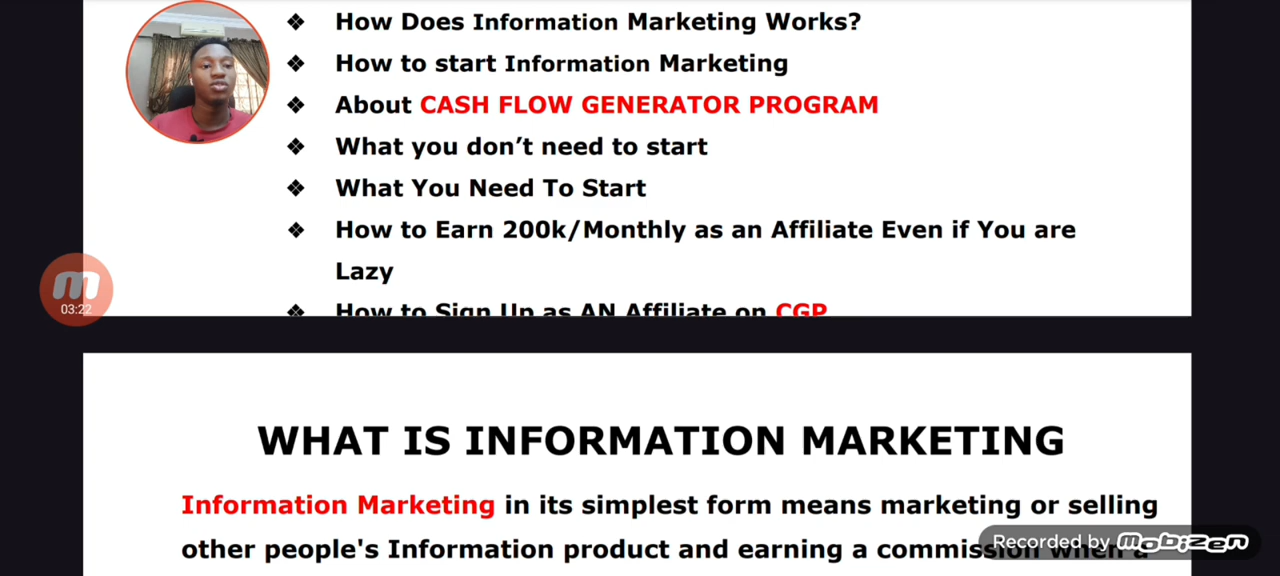 ❖ How Does Information Marketing Works?
❖ How to start Information Marketing
❖ About CASH FLOW GENERATOR PROGRAM
❖ What you don't need to start
❖ What You Need To Start
❖ How to Earn 200k/Monthly as an Affiliate Even if You are
Lazy
❖ How to Sign Up as AN Affiliate on CGP
m
03:22
WHAT IS INFORMATION MARKETING
Information Marketing in its simplest form means marketing or selling
other people's Information product and earning a commission when a
Recorded by mobizen